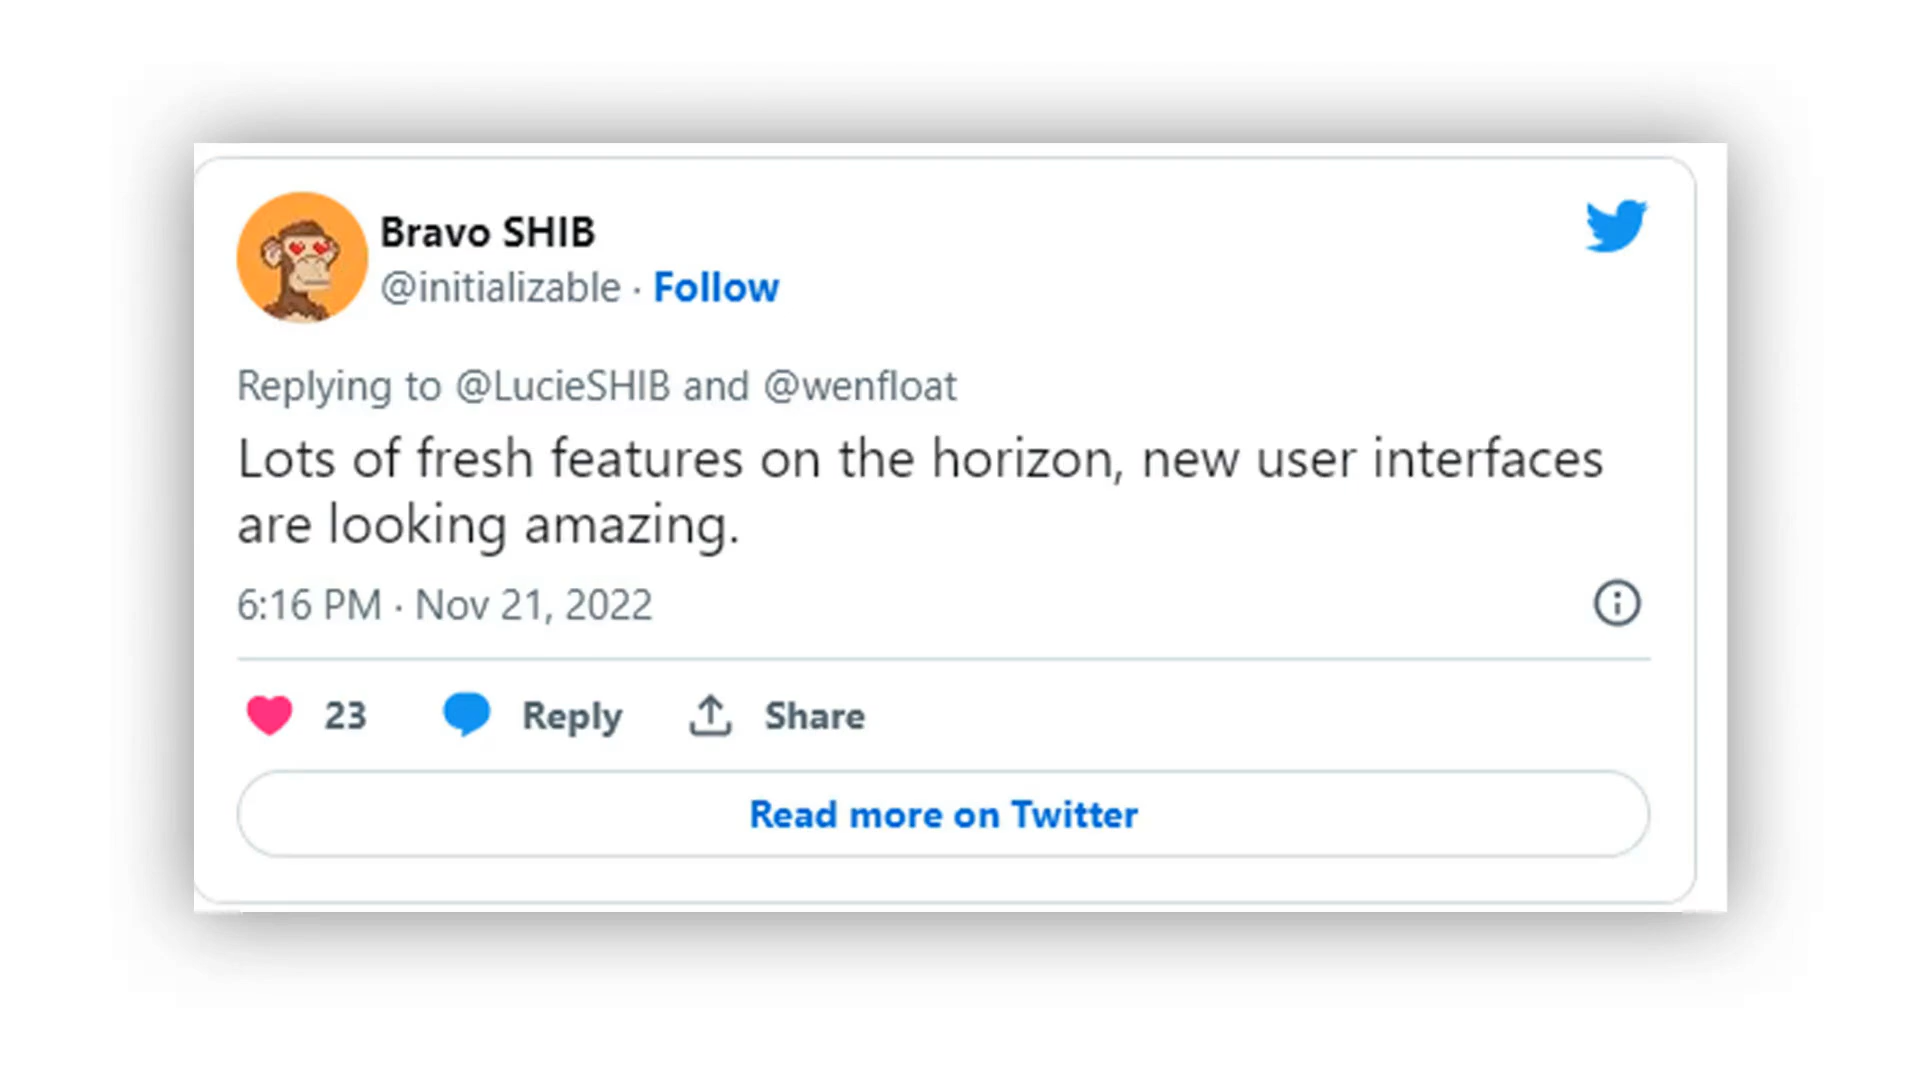 Bravo SHIB
@initializable · Follow
Replying to @LucieSHIB and @wenfloat
Lots of fresh features on the horizon, new user interfaces
are looking amazing.
6:16 PM · Nov 21, 2022
23 Reply Share
Read more on Twitter